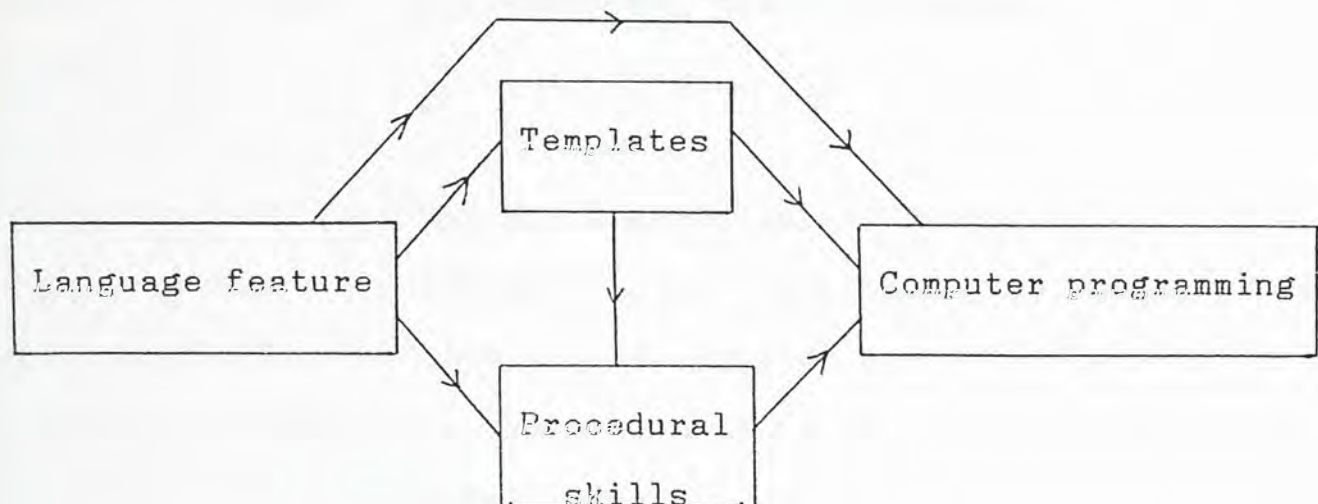 Templates
Language feature
Computer programming
Procedural
skills